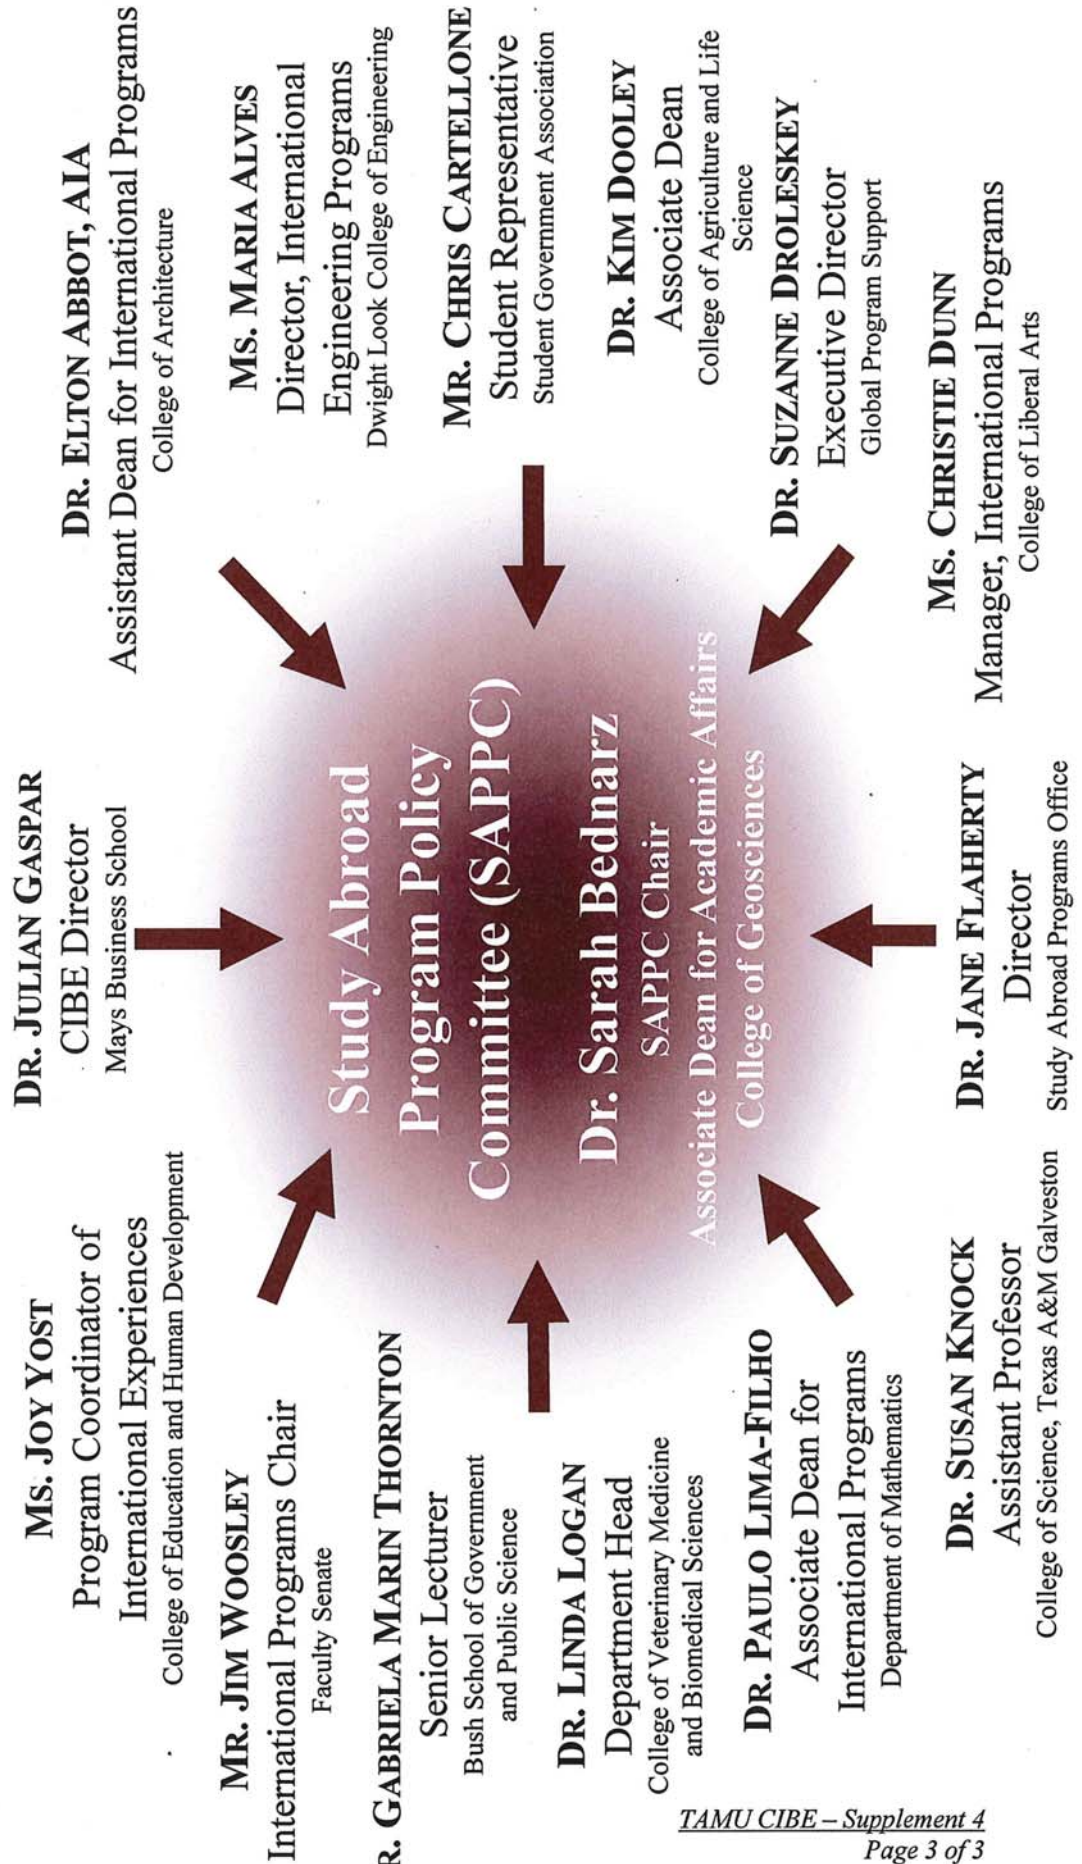 DR. JULIAN GASPAR
CIBE Director
Mays Business School
DR. ELTON ABBOT, AIA
Assistant Dean for International Programs
College of Architecture
MS. MARIA ALVES
Director, International
Engineering Programs
Dwight Look College of Engineering
MR. CHRIS CARTELLONE
Student Representative
Student Government Association
DR. KIM DOOLEY
Associate Dean
College of Agriculture and Life
Science
DR. SUZANNE DROLESKEY
Executive Director
Global Program Support
MS. CHRISTIE DUNN
Manager, International Programs
College of Liberal Arts
DR. JANE FLAHERTY
Director
Study Abroad Programs Office
DR. SUSAN KNOCK
Assistant Professor
College of Science, Texas A&M Galveston
DR. PAULO LIMA-FILHO
Associate Dean for
International Programs
Department of Mathematics
DR. LINDA LOGAN
Department Head
College of Veterinary Medicine
and Biomedical Sciences
R. GABRIELA MARIN THORNTON
Senior Lecturer
Bush School of Government
and Public Science
MR. JIM WOOSLEY
International Programs Chair
Faculty Senate
MS. JOY YOST
Program Coordinator of
International Experiences
College of Education and Human Development
Study Abroad
Program Policy
Committee (SAPPC)
Dr. Sarah Bednarz
SAPPC Chair
Associate Dean for Academic Affairs
College of Geosciences
TAMU CIBE – Supplement 4
Page 3 of 3